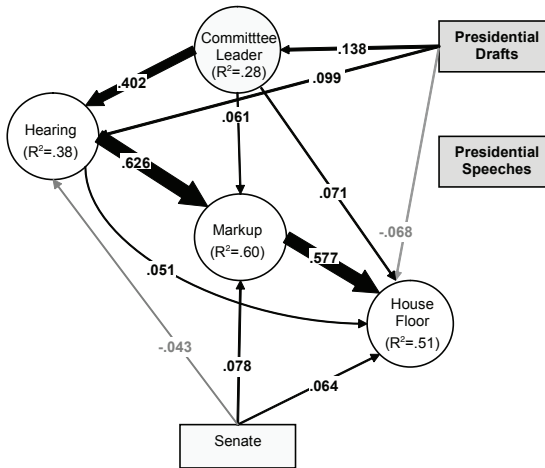 Committtee
Leader
(R²=.28)
Presidential
Drafts
.138
.402
.099
.061
Hearing
(R²=.38)
.626
Presidential
Speeches
.071
Markup
(R²=.60)
-.068
.577
.051
House
Floor
(R²=.51)
-.043
.078
.064
Senate